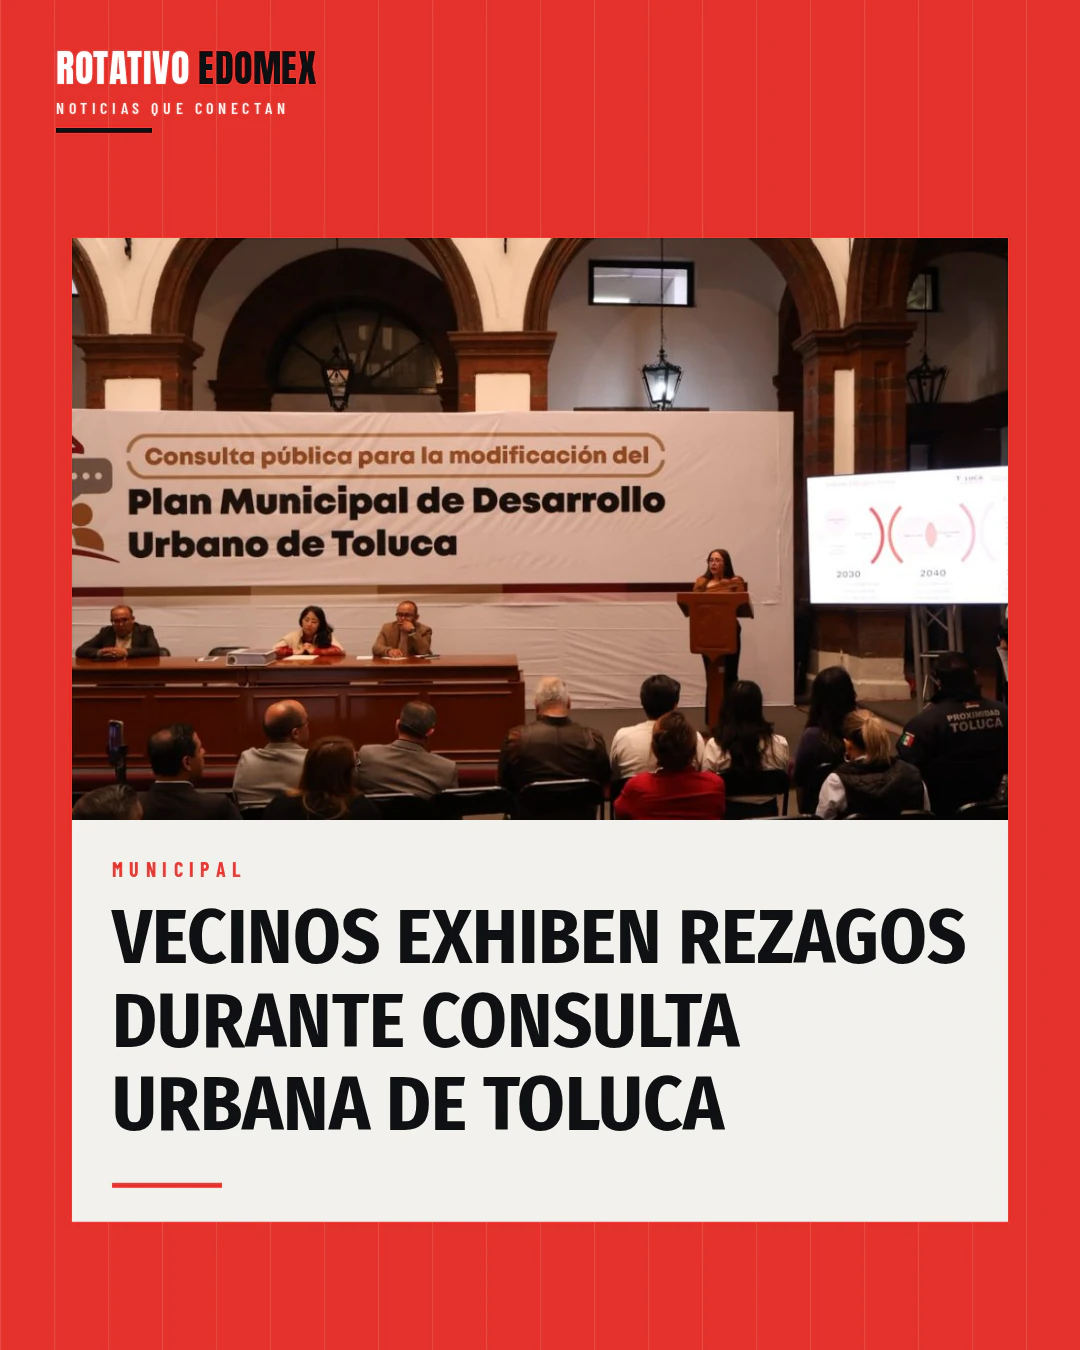 ROTATIVO EDOMEX
NOTICIAS QUE CONECTAN
Consulta pública para la modificación del
Plan Municipal de Desarrollo
Urbano de Toluca
2030
2040
PROXIMIDAD
TOLUCA
MUNICIPAL
VECINOS EXHIBEN REZAGOS
DURANTE CONSULTA
URBANA DE TOLUCA